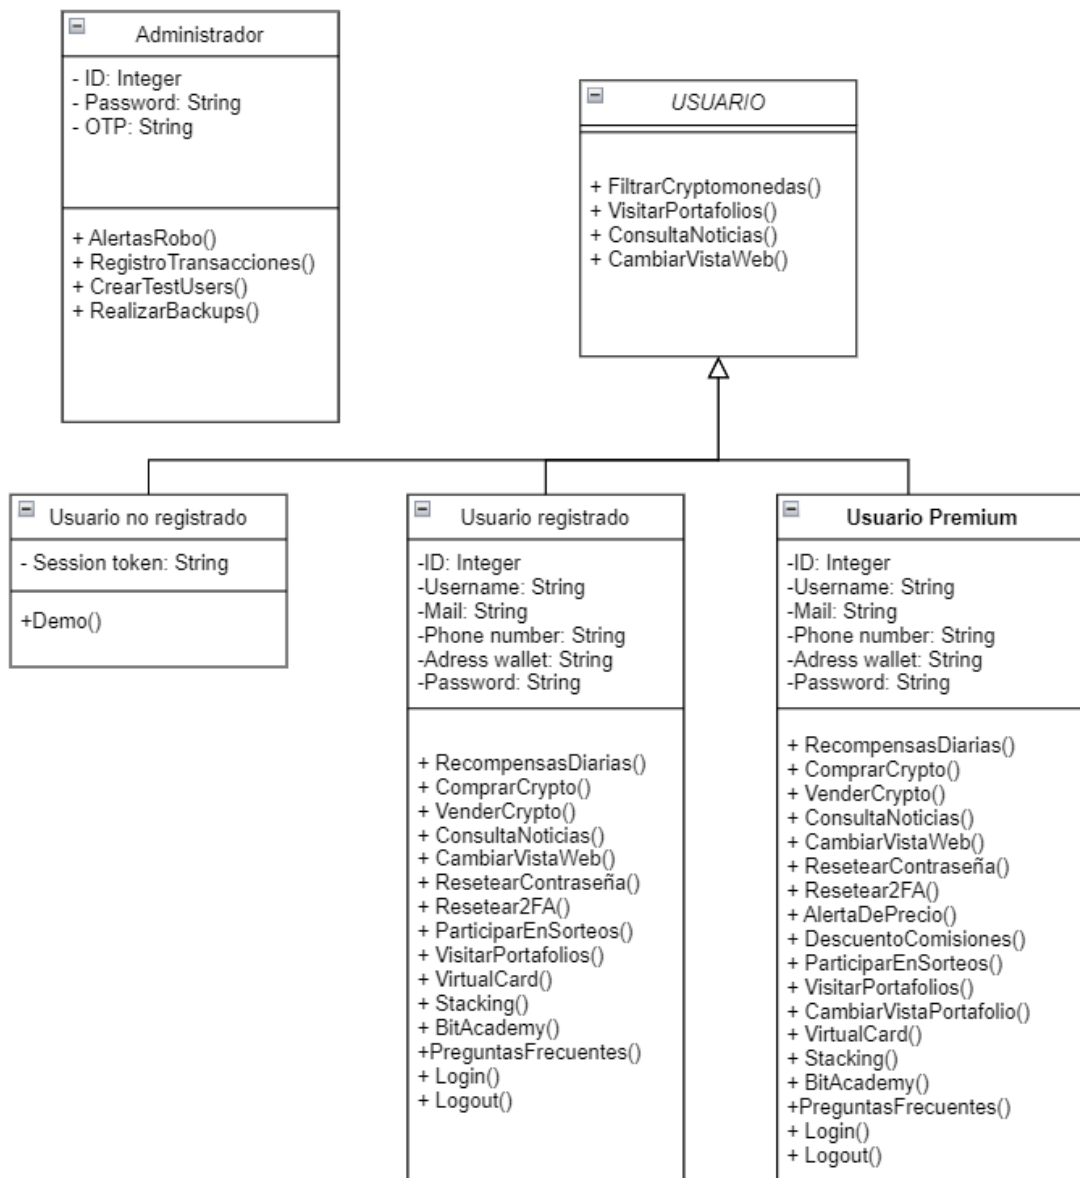 Administrador
- ID: Integer
- Password: String
- OTP: String
+ AlertasRobo()
+ RegistroTransacciones()
+ CrearTestUsers()
+ RealizarBackups()
USUARIO
+ FiltrarCryptomonedas()
+ VisitarPortafolios()
+ ConsultaNoticias()
+ CambiarVistaWeb()
Usuario no registrado
- Session token: String
+Demo()
Usuario registrado
-ID: Integer
-Username: String
-Mail: String
-Phone number: String
-Adress wallet: String
-Password: String
+ RecompensasDiarias()
+ ComprarCrypto()
+ VenderCrypto()
+ ConsultaNoticias()
+ CambiarVistaWeb()
+ ResetearContraseña()
+ Resetear2FA()
+ ParticiparEnSorteos()
+ VisitarPortafolios()
+ VirtualCard()
+ Stacking()
+ BitAcademy()
+PreguntasFrecuentes()
+ Login()
+ Logout()
Usuario Premium
-ID: Integer
-Username: String
-Mail: String
-Phone number: String
-Adress wallet: String
-Password: String
+ RecompensasDiarias()
+ ComprarCrypto()
+ VenderCrypto()
+ ConsultaNoticias()
+ CambiarVistaWeb()
+ ResetearContraseña()
+ Resetear2FA()
+ AlertaDePrecio()
+ DescuentoComisiones()
+ ParticiparEnSorteos()
+ VisitarPortafolios()
+ CambiarVistaPortafolio()
+ VirtualCard()
+ Stacking()
+ BitAcademy()
+PreguntasFrecuentes()
+ Login()
+ Logout()